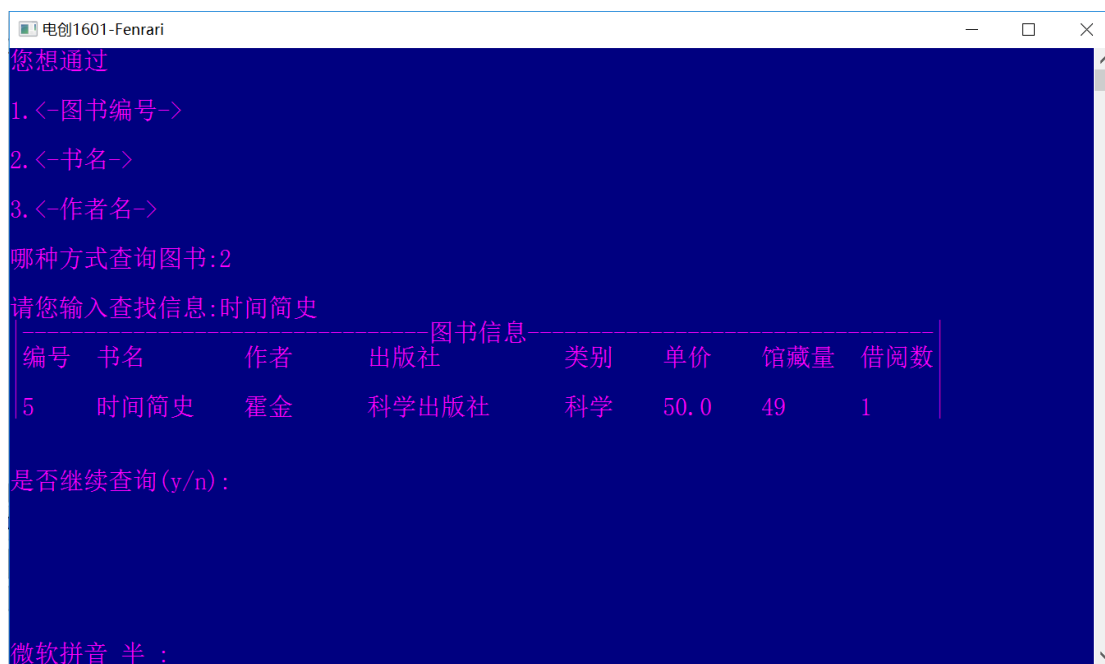 电创1601-Fenrari
您想通过
1.<-图书编号->
2.<-书名->
3.<-作者名->
哪种方式查询图书:2
请您输入查找信息:时间简史
|---------------------------------图书信息---------------------------------|
|编号 书名 作者 出版社 类别 单价 馆藏量 借阅数|
|5 时间简史 霍金 科学出版社 科学 50.0 49 1 |
是否继续查询(y/n):
微软拼音 半 :